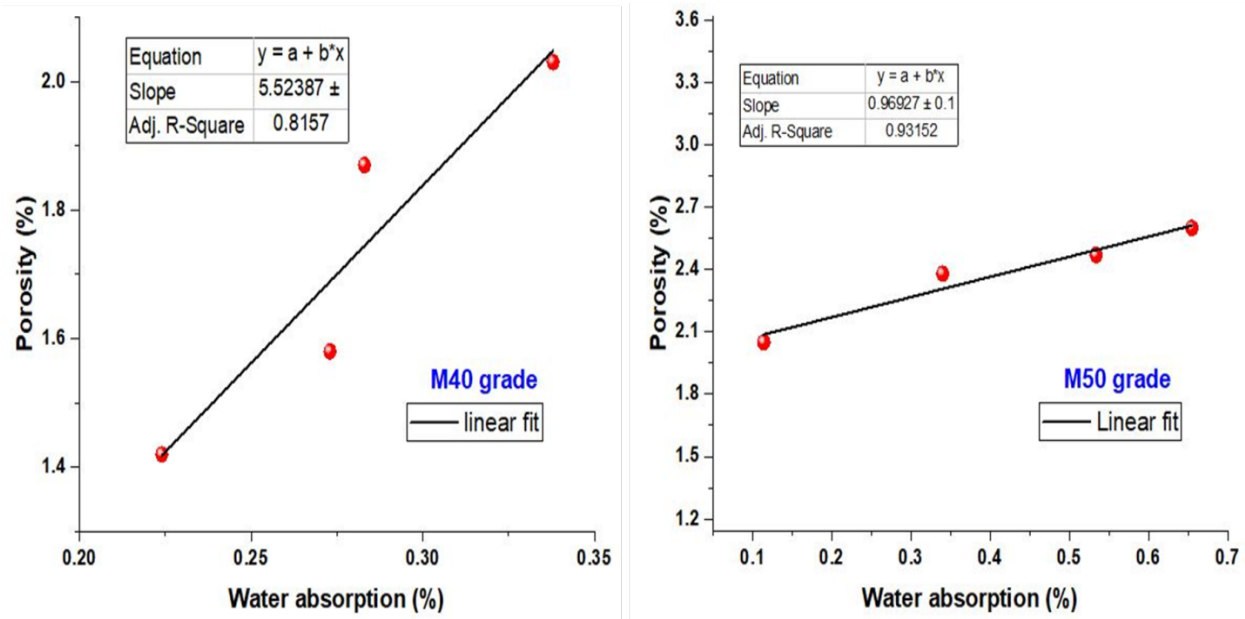 Equation y = a + b*x
Slope 5.52387 ±
Adj. R-Square 0.8157
2.0
1.8
1.6
1.4
Porosity (%)
M40 grade
linear fit
0.20 0.25 0.30 0.35
Water absorption (%)
3.6
3.3
3.0
2.7
2.4
2.1
1.8
1.5
1.2
Porosity (%)
Equation y = a + b*x
Slope 0.96927 ± 0.1
Adj. R-Square 0.93152
M50 grade
Linear fit
0.1 0.2 0.3 0.4 0.5 0.6 0.7
Water absorption (%)